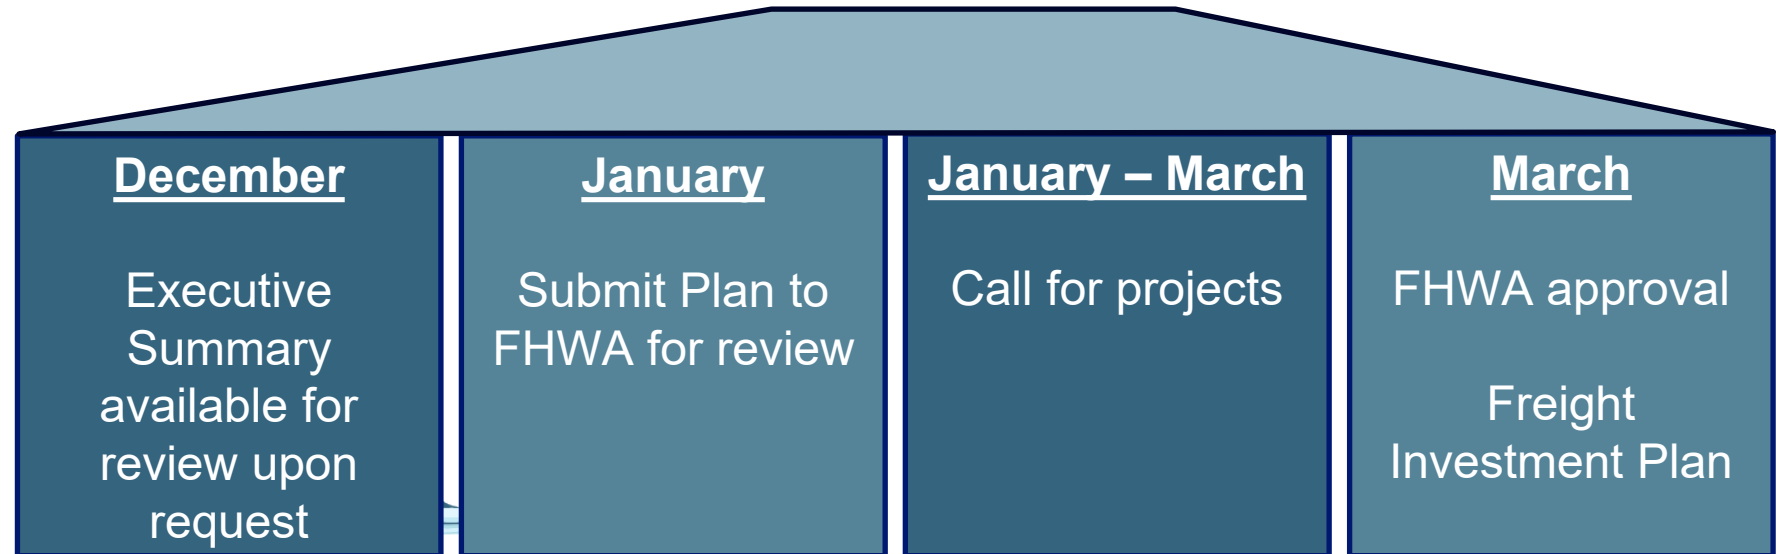 December
Executive
Summary
available for
review upon
request
January
Submit Plan to
FHWA for review
January – March
Call for projects
March
FHWA approval
Freight
Investment Plan